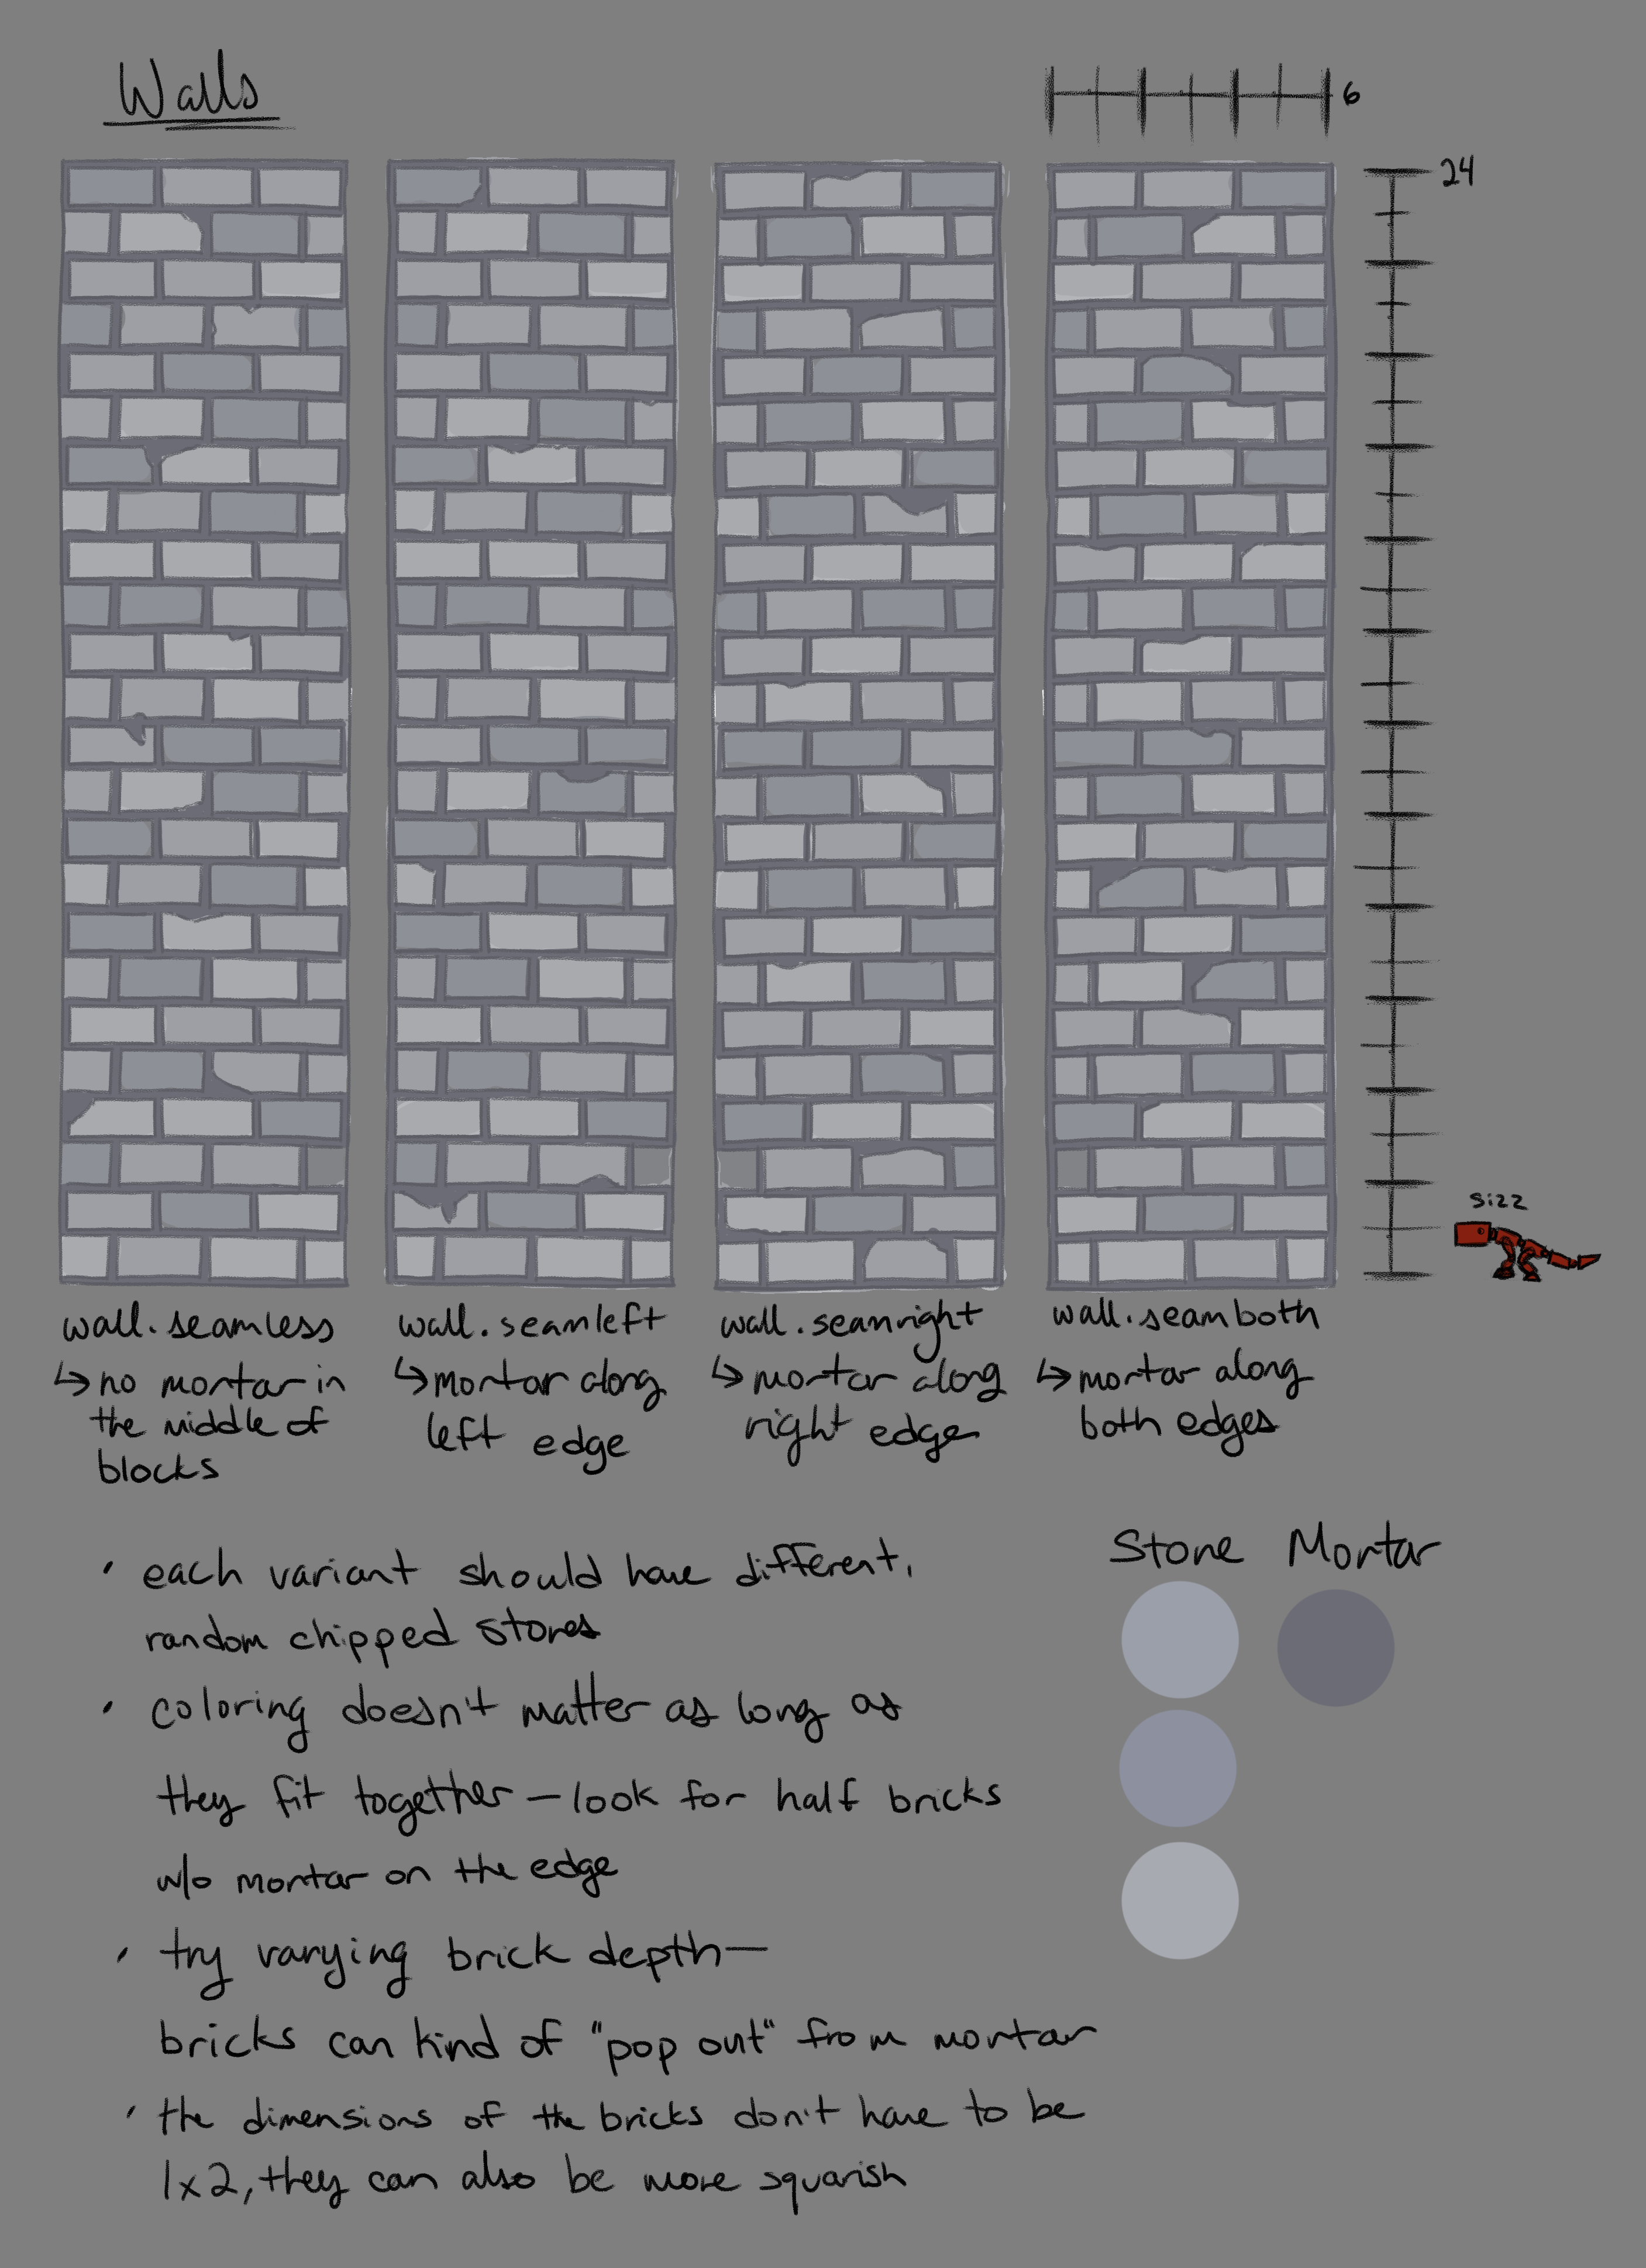 Walls
6
24
sizz
wall.seamless
↳ no mortar in
the middle of
blocks
wall.seamleft
↳ mortar along
left edge
wall.seamright
↳ mortar along
right edge
wall.seamboth
↳ mortar along
both edges
• each variant should have different,
random chipped stones
• coloring doesn't matter as long as
they fit together — look for half bricks
w/o mortar on the edge
• try varying brick depth —
bricks can kind of "pop out" from mortar
• the dimensions of the bricks don't have to be
1x2, they can also be more squarish
Stone Mortar